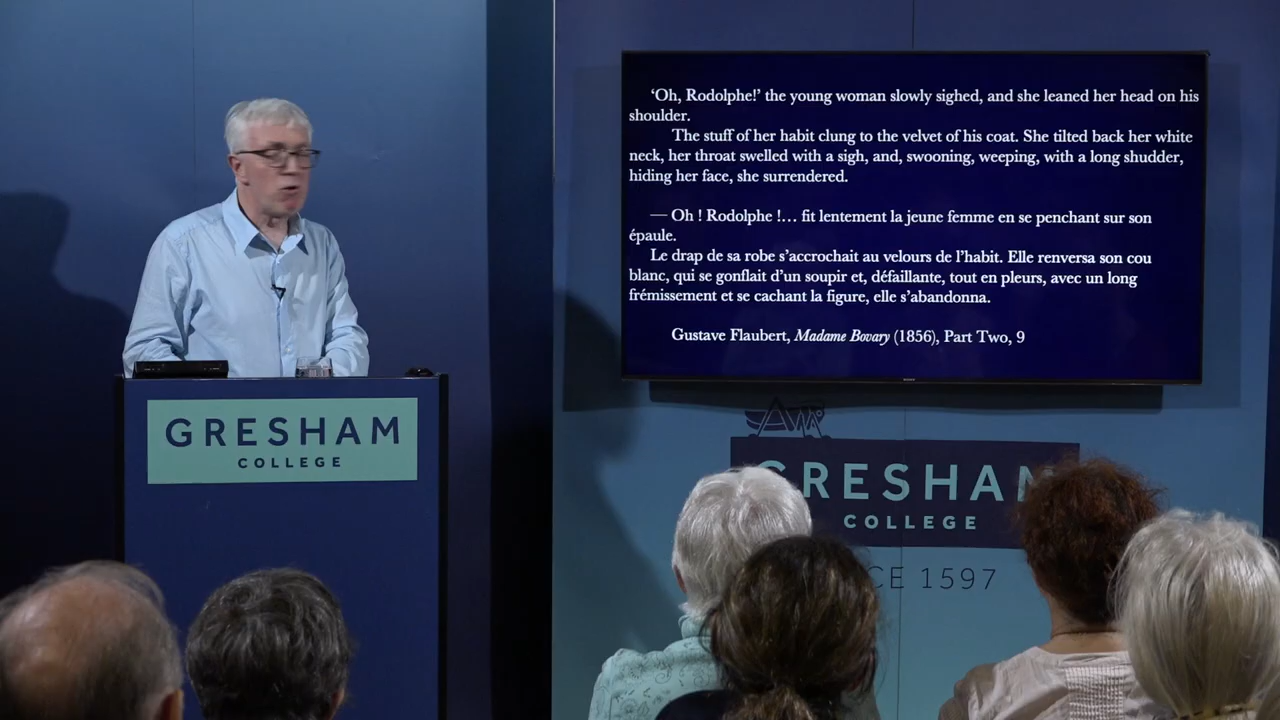 ‘Oh, Rodolphe!’ the young woman slowly sighed, and she leaned her head on his
shoulder.
The stuff of her habit clung to the velvet of his coat. She tilted back her white
neck, her throat swelled with a sigh, and, swooning, weeping, with a long shudder,
hiding her face, she surrendered.
— Oh ! Rodolphe !… fit lentement la jeune femme en se penchant sur son
épaule.
Le drap de sa robe s’accrochait au velours de l’habit. Elle renversa son cou
blanc, qui se gonflait d’un soupir et, défaillante, tout en pleurs, avec un long
frémissement et se cachant la figure, elle s’abandonna.
Gustave Flaubert, Madame Bovary (1856), Part Two, 9
GRESHAM
COLLEGE
GRESHAM
COLLEGE
CE 1597